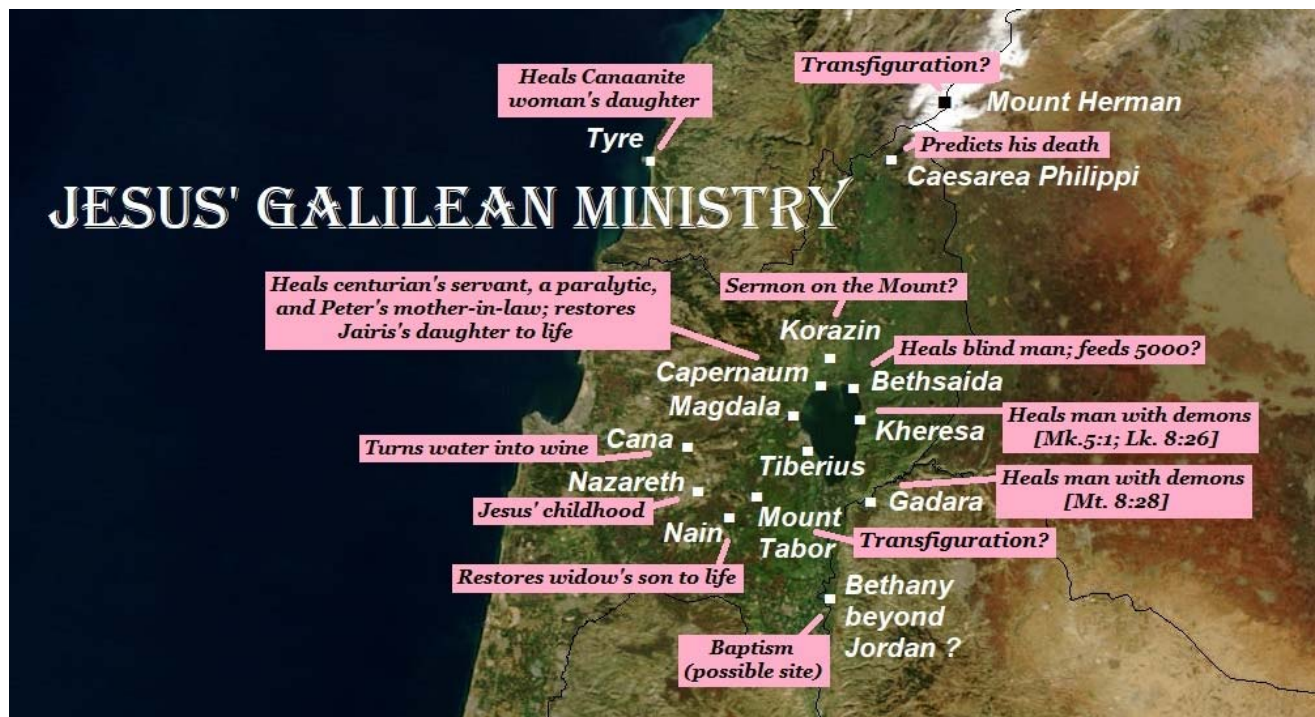 Transfiguration?
Heals Canaanite
woman's daughter
Mount Herman
Tyre
Predicts his death
Caesarea Philippi
JESUS' GALILEAN MINISTRY
Heals centurian's servant, a paralytic,
and Peter's mother-in-law; restores
Jairis's daughter to life
Sermon on the Mount?
Korazin
Heals blind man; feeds 5000?
Capernaum
Bethsaida
Magdala
Heals man with demons
[Mk.5:1; Lk. 8:26]
Kheresa
Cana
Turns water into wine
Tiberius
Nazareth
Heals man with demons
[Mt. 8:28]
Gadara
Jesus' childhood
Nain
Mount
Tabor
Transfiguration?
Restores widow's son to life
Bethany
beyond
Jordan ?
Baptism
(possible site)